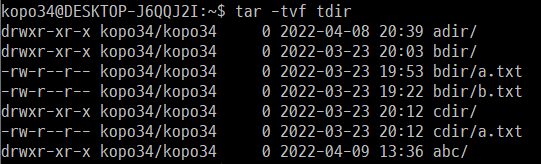 kopo34@DESKTOP-J6QQJ2I:~$ tar -tvf tdir
drwxr-xr-x kopo34/kopo34 0 2022-04-08 20:39 adir/
drwxr-xr-x kopo34/kopo34 0 2022-03-23 20:03 bdir/
-rw-r--r-- kopo34/kopo34 0 2022-03-23 19:53 bdir/a.txt
-rw-r--r-- kopo34/kopo34 0 2022-03-23 19:22 bdir/b.txt
drwxr-xr-x kopo34/kopo34 0 2022-03-23 20:12 cdir/
-rw-r--r-- kopo34/kopo34 0 2022-03-23 20:12 cdir/a.txt
drwxr-xr-x kopo34/kopo34 0 2022-04-09 13:36 abc/